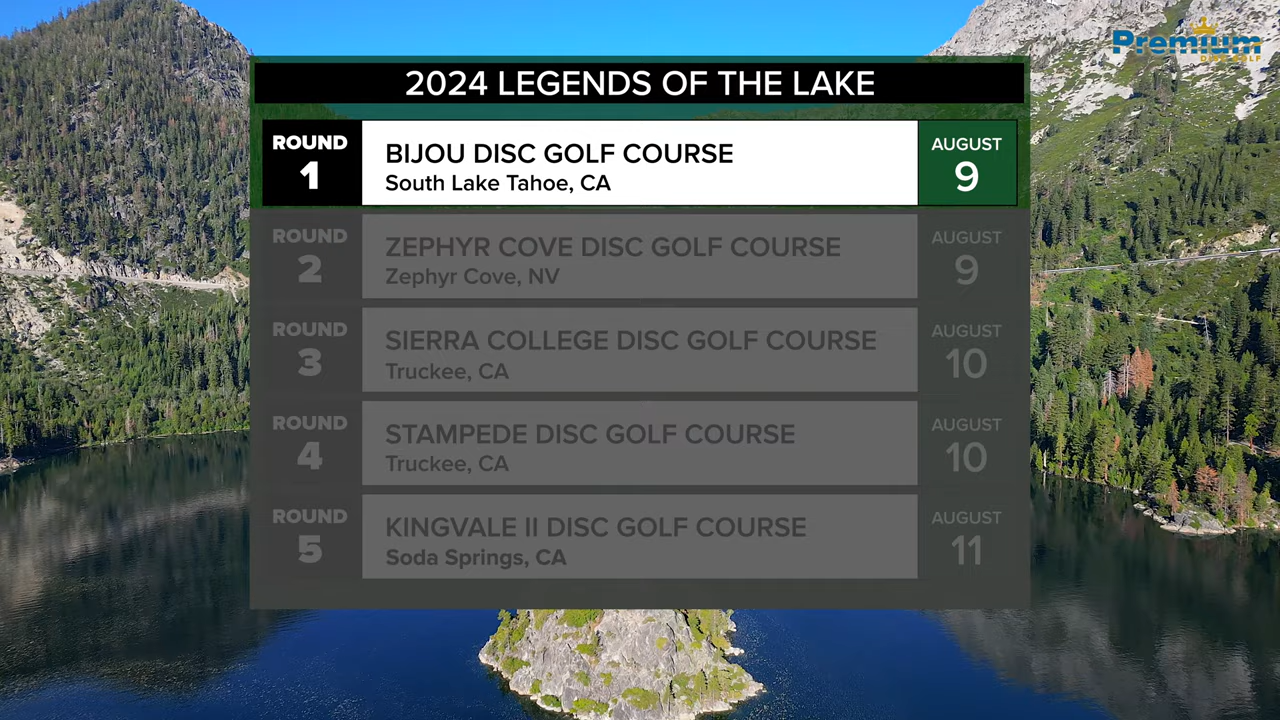 Premium
DISC GOLF
2024 LEGENDS OF THE LAKE
ROUND
1
BIJOU DISC GOLF COURSE
South Lake Tahoe, CA
AUGUST
9
ROUND
2
ZEPHYR COVE DISC GOLF COURSE
Zephyr Cove, NV
AUGUST
9
ROUND
3
SIERRA COLLEGE DISC GOLF COURSE
Truckee, CA
AUGUST
10
ROUND
4
STAMPEDE DISC GOLF COURSE
Truckee, CA
AUGUST
10
ROUND
5
KINGVALE II DISC GOLF COURSE
Soda Springs, CA
AUGUST
11